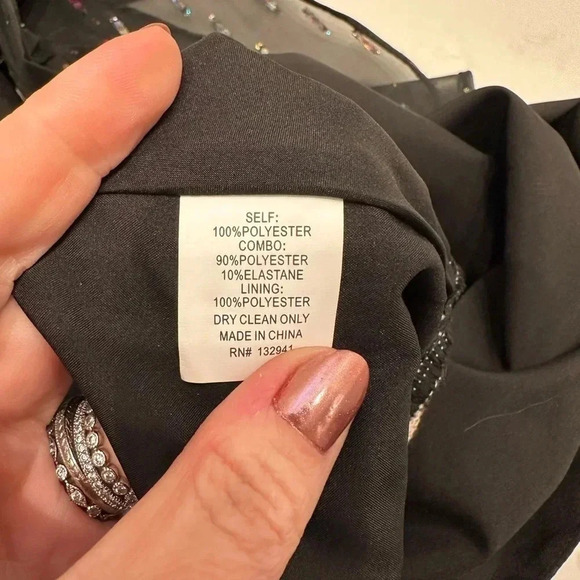 SELF:
100%POLYESTER
COMBO:
90%POLYESTER
10%ELASTANE
LINING:
100%POLYESTER
DRY CLEAN ONLY
MADE IN CHINA
RN# 132941